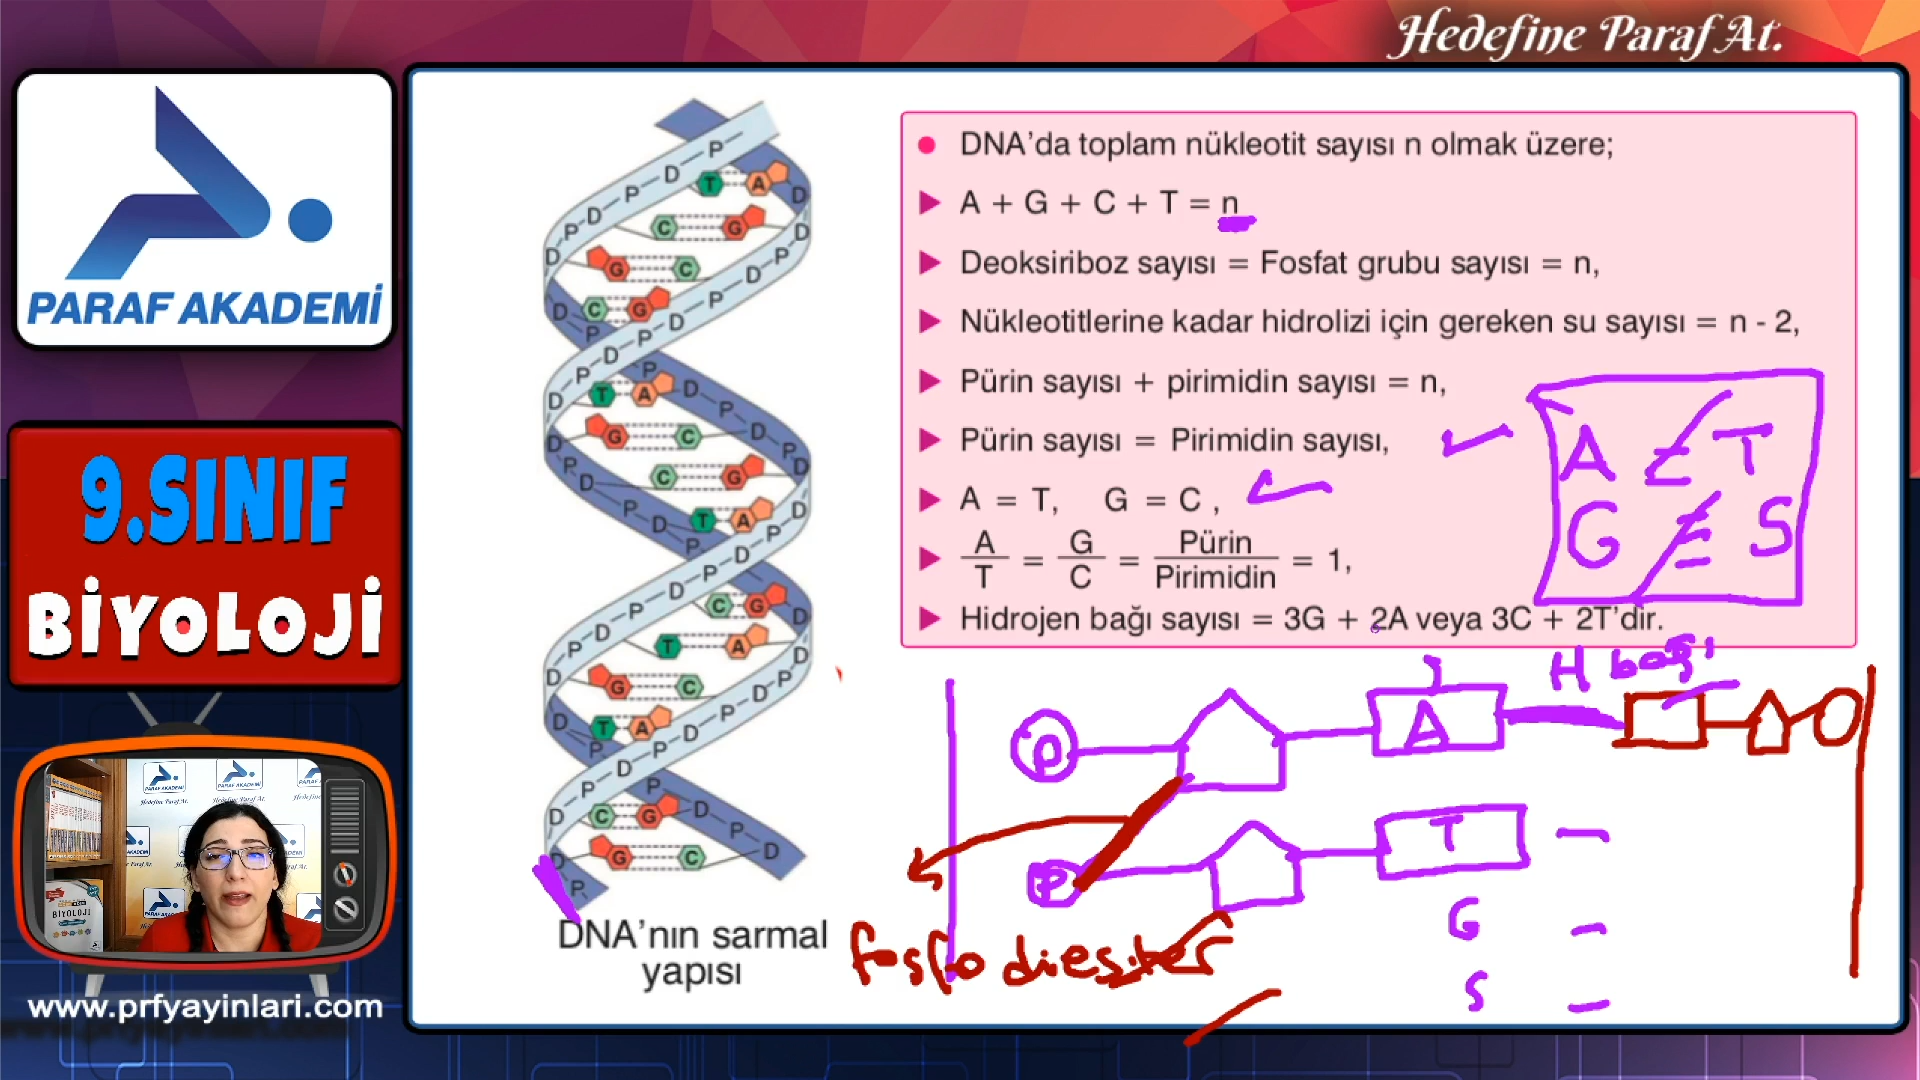 Hedefine Paraf At.
PARAF AKADEMİ
9.SINIF
BİYOLOJİ
www.prfyayinlari.com
DNA'nın sarmal
yapısı
• DNA'da toplam nükleotit sayısı n olmak üzere;
▶ A + G + C + T = n
▶ Deoksiriboz sayısı = Fosfat grubu sayısı = n,
▶ Nükleotitlerine kadar hidrolizi için gereken su sayısı = n - 2,
▶ Pürin sayısı + pirimidin sayısı = n,
▶ Pürin sayısı = Pirimidin sayısı,
▶ A = T, G = C ,
▶ A/T = G/C = Pürin/Pirimidin = 1,
▶ Hidrojen bağı sayısı = 3G + 2A veya 3C + 2T'dir.
A = T
G ≡ S
H bağı
P A
P T
G
S
fosfodiester